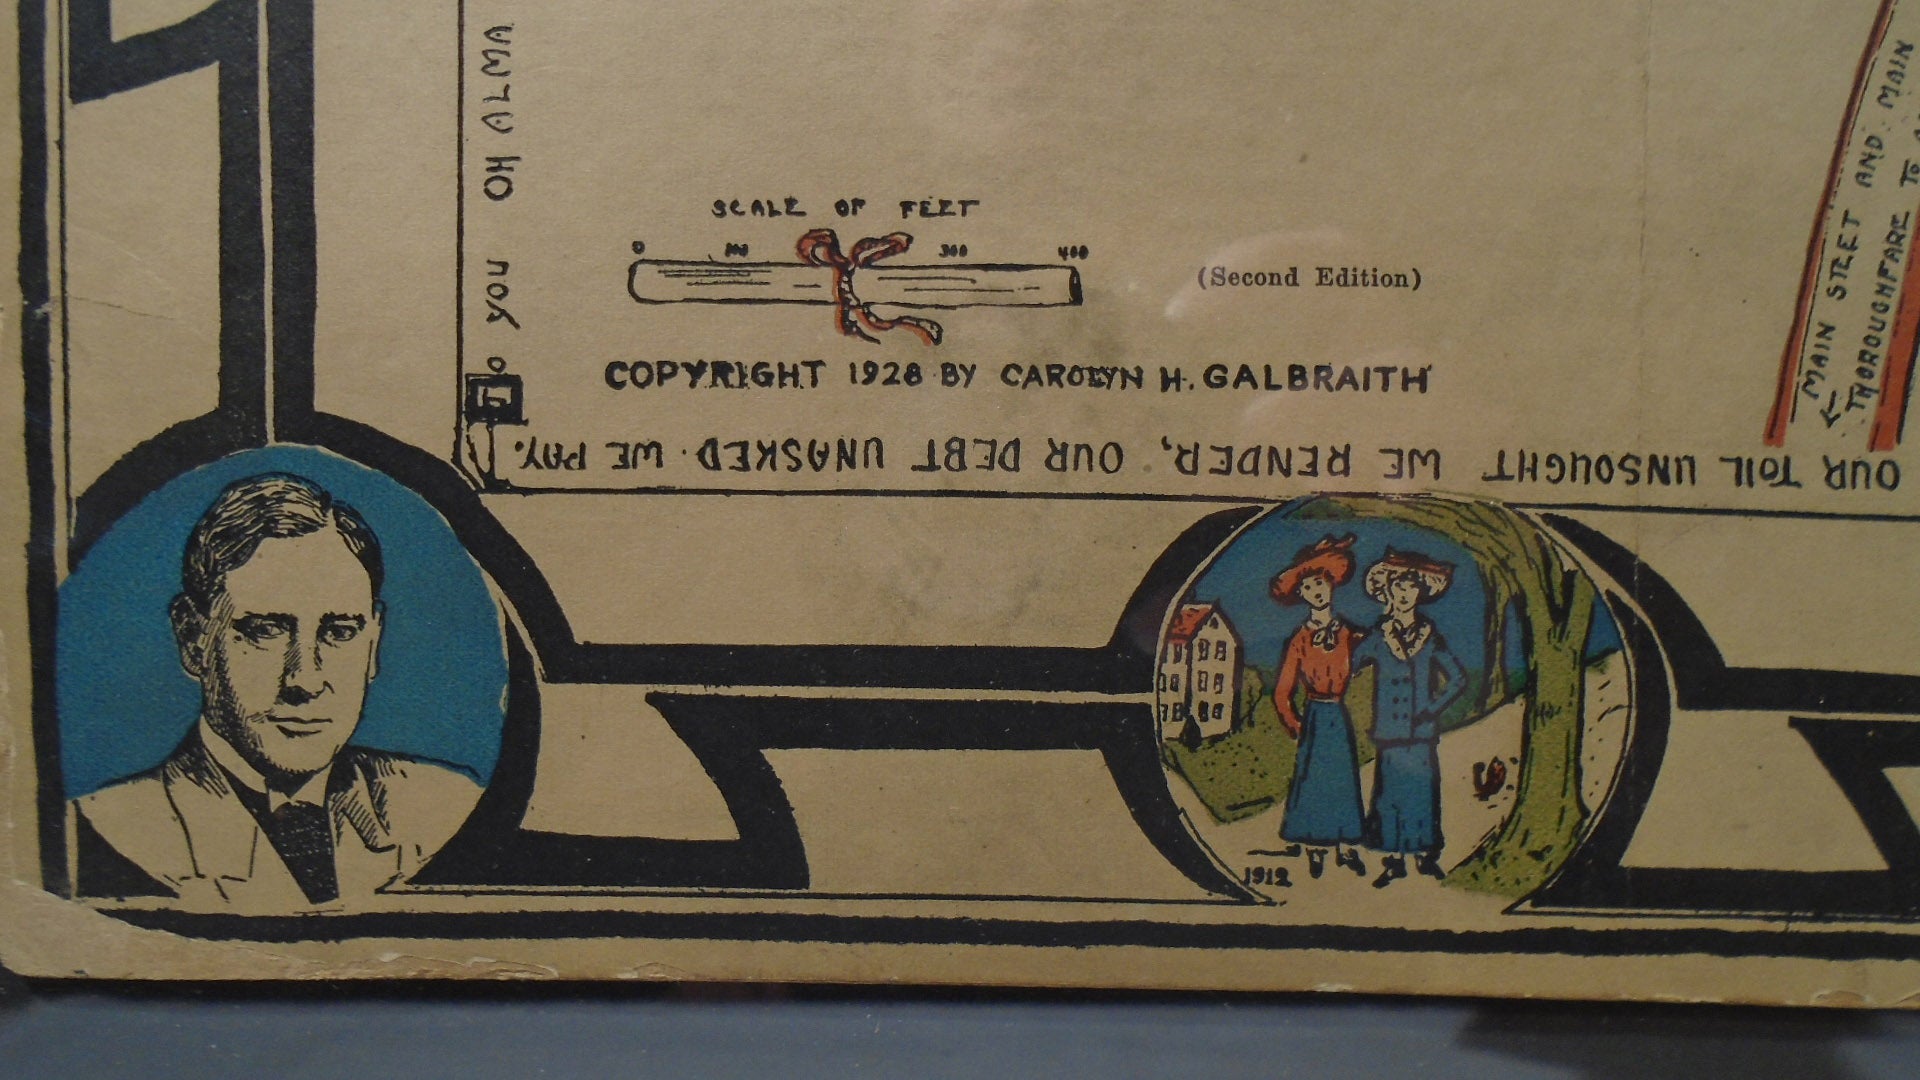 O YOU OH ALMA
SCALE OF FEET
0 100 300 400
(Second Edition)
COPYRIGHT 1928 BY CAROLYN H. GALBRAITH
OUR TOIL UNSOUGHT WE RENDER, OUR DEBT UNASKED WE PAY.
← MAIN STEET AND MAIN
THOROUGHFARE TO
1912